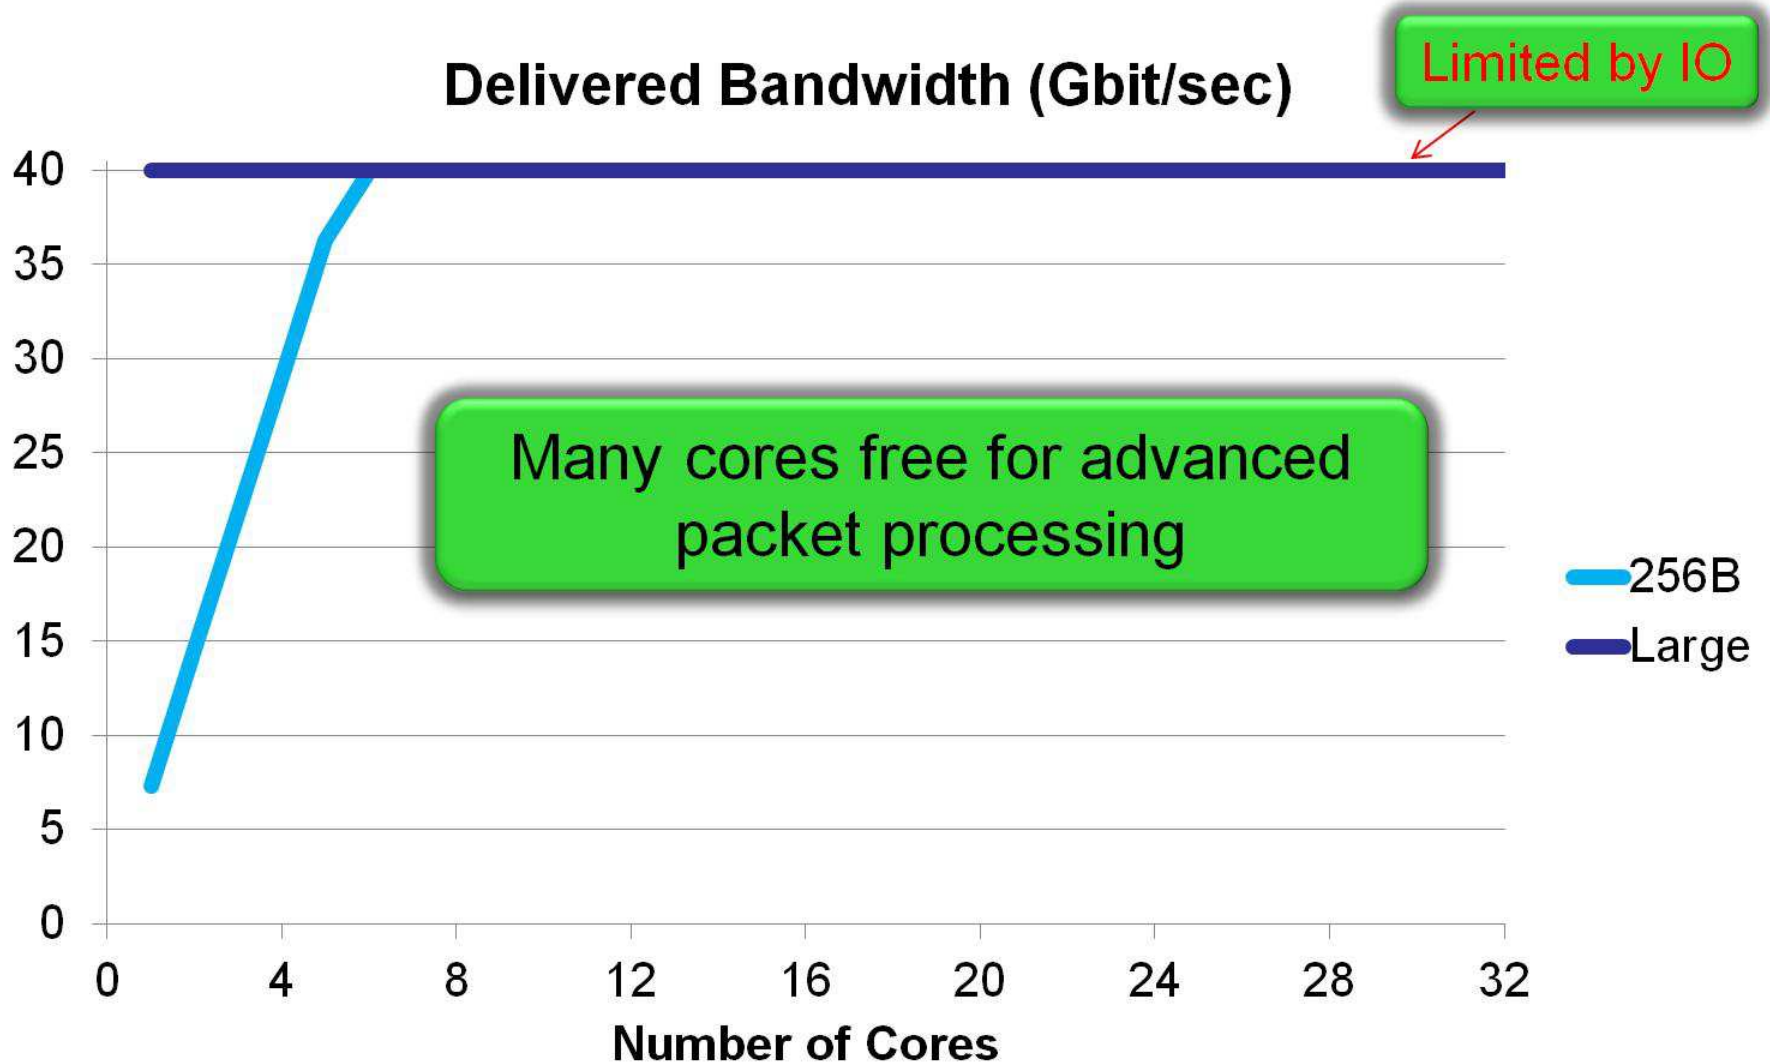 Limited by IO
Delivered Bandwidth (Gbit/sec)
40
35
30
25
20
15
10
5
0
Many cores free for advanced
packet processing
256B
Large
0 4 8 12 16 20 24 28 32
Number of Cores